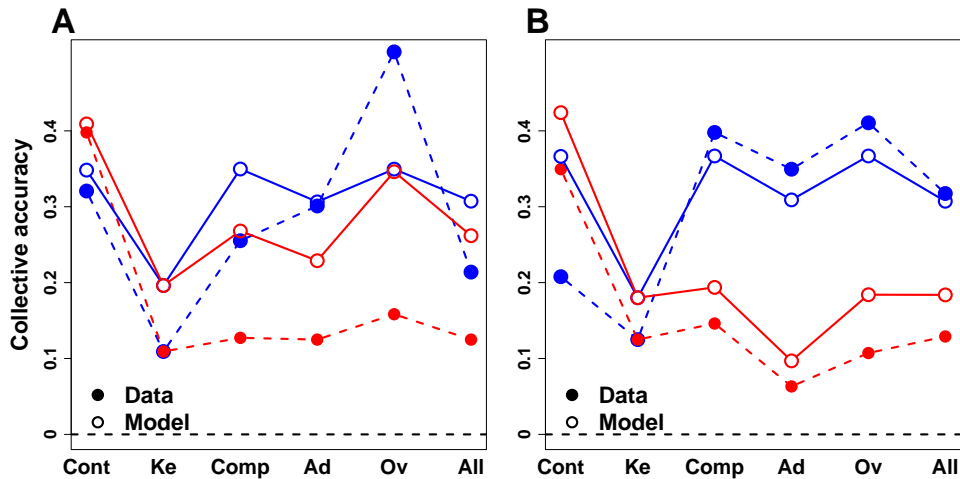 A
B
Collective accuracy
0.4
0.3
0.2
0.1
0
Data
Model
Data
Model
Cont Ke Comp Ad Ov All
Cont Ke Comp Ad Ov All
0.4
0.3
0.2
0.1
0